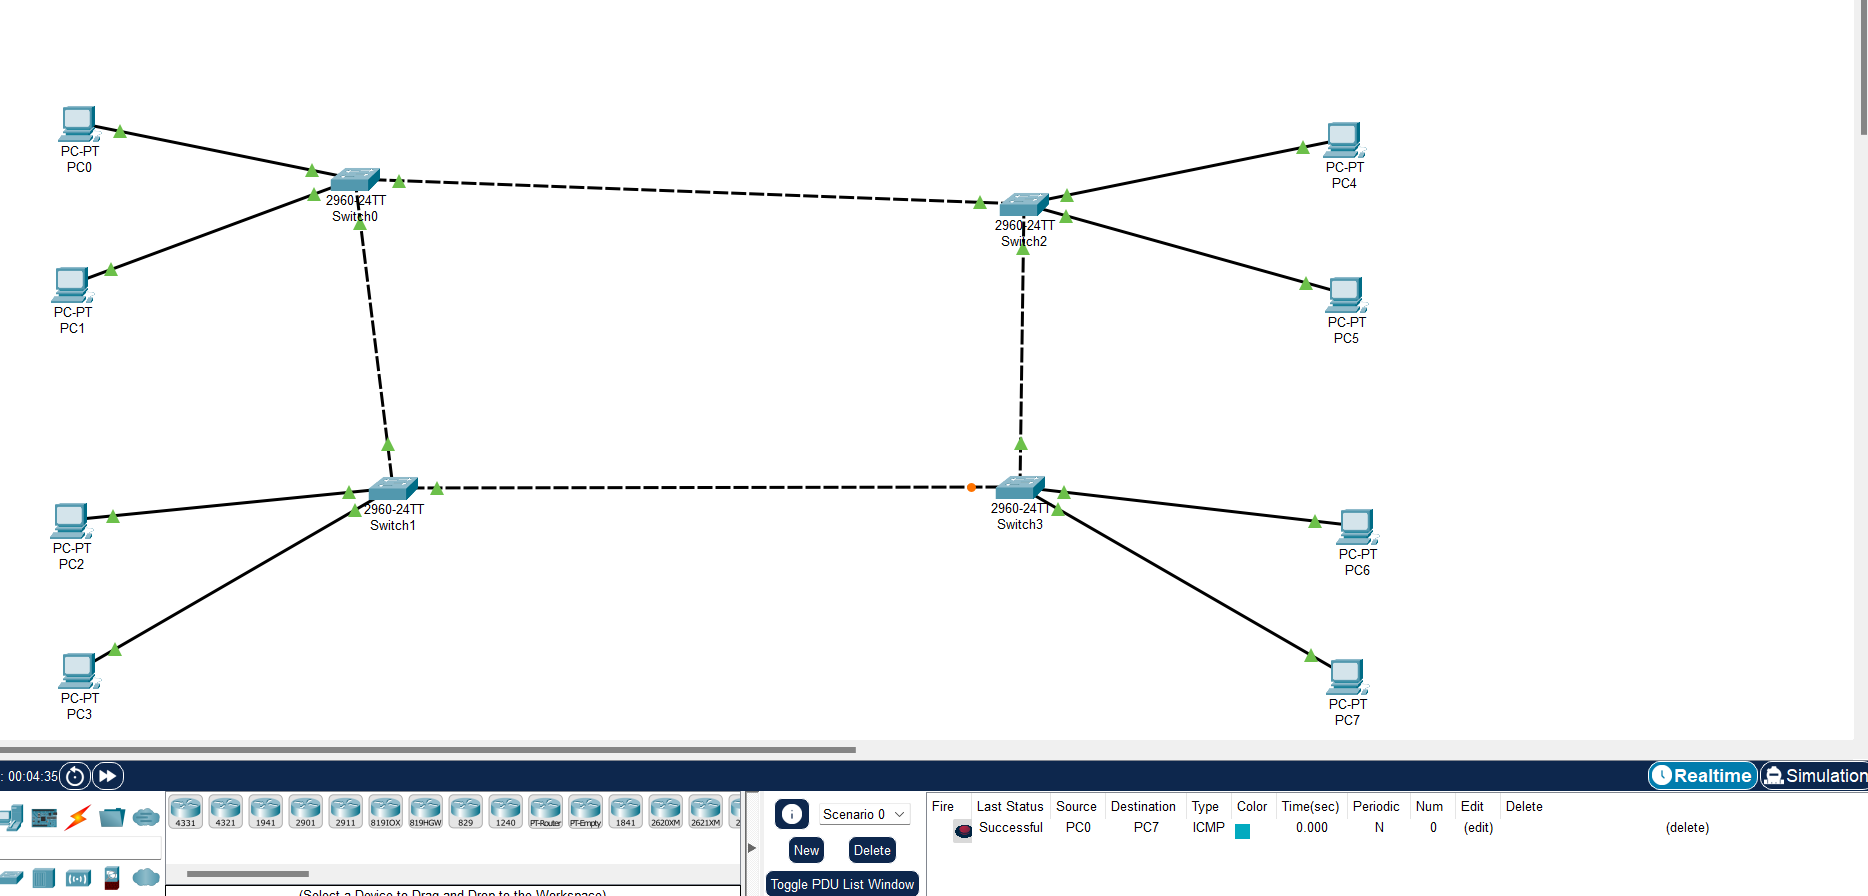 PC-PT
PC0
PC-PT
PC1
2960-24TT
Switch0
2960-24TT
Switch2
PC-PT
PC4
PC-PT
PC5
PC-PT
PC2
PC-PT
PC3
2960-24TT
Switch1
2960-24TT
Switch3
PC-PT
PC6
PC-PT
PC7
: 00:04:35
Realtime
Simulation
4331 4321 1941 2901 2911 819IOX 819HGW 829 1240 PT-Router PT-Empty 1841 2620XM 2621XM
(Select a Device to Drag and Drop to the Workspace)
Scenario 0
New Delete
Toggle PDU List Window
Fire Last Status Source Destination Type Color Time(sec) Periodic Num Edit Delete
Successful PC0 PC7 ICMP 0.000 N 0 (edit) (delete)